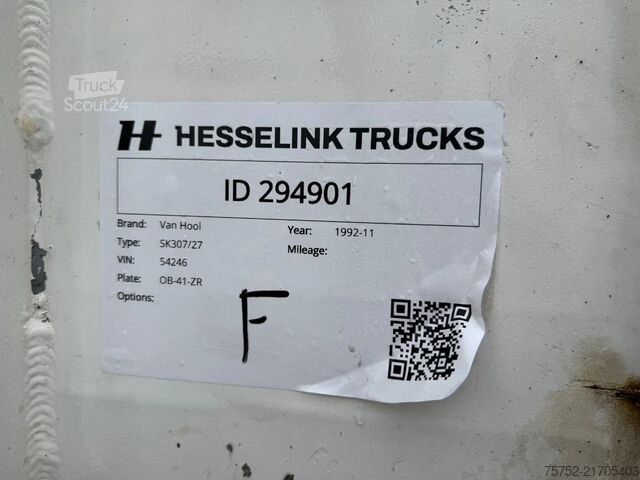 Truck
Scout24
H HESSELINK TRUCKS
ID 294901
Brand: Van Hool
Type: SK307/27
VIN: 54246
Plate: OB-41-ZR
Options:
Year: 1992-11
Mileage:
F
75752-21705403